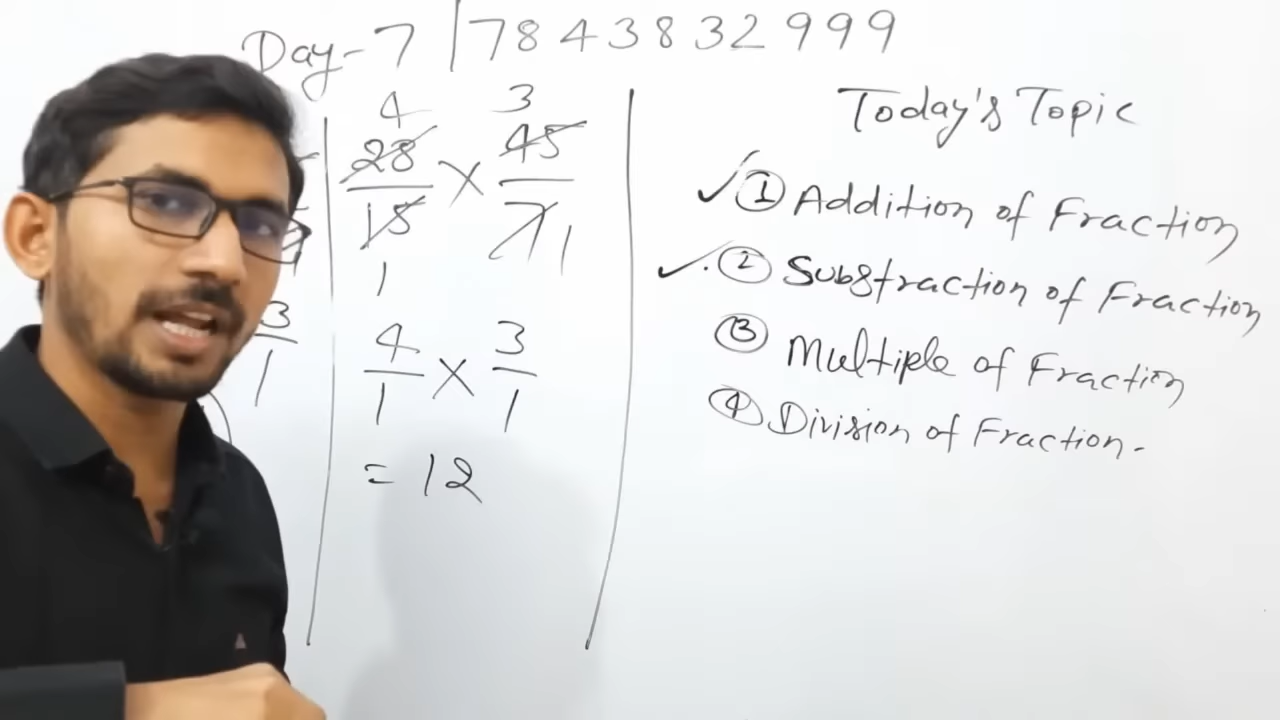 Day-7 | 7843832999
4 3
28/15 × 45/7
1 1
4/1 × 3/1
= 12
3/1
Today's Topic
✓ ① Addition of Fraction
✓. ② Subgtraction of Fraction
③ Multiple of Fraction
④ Division of Fraction-